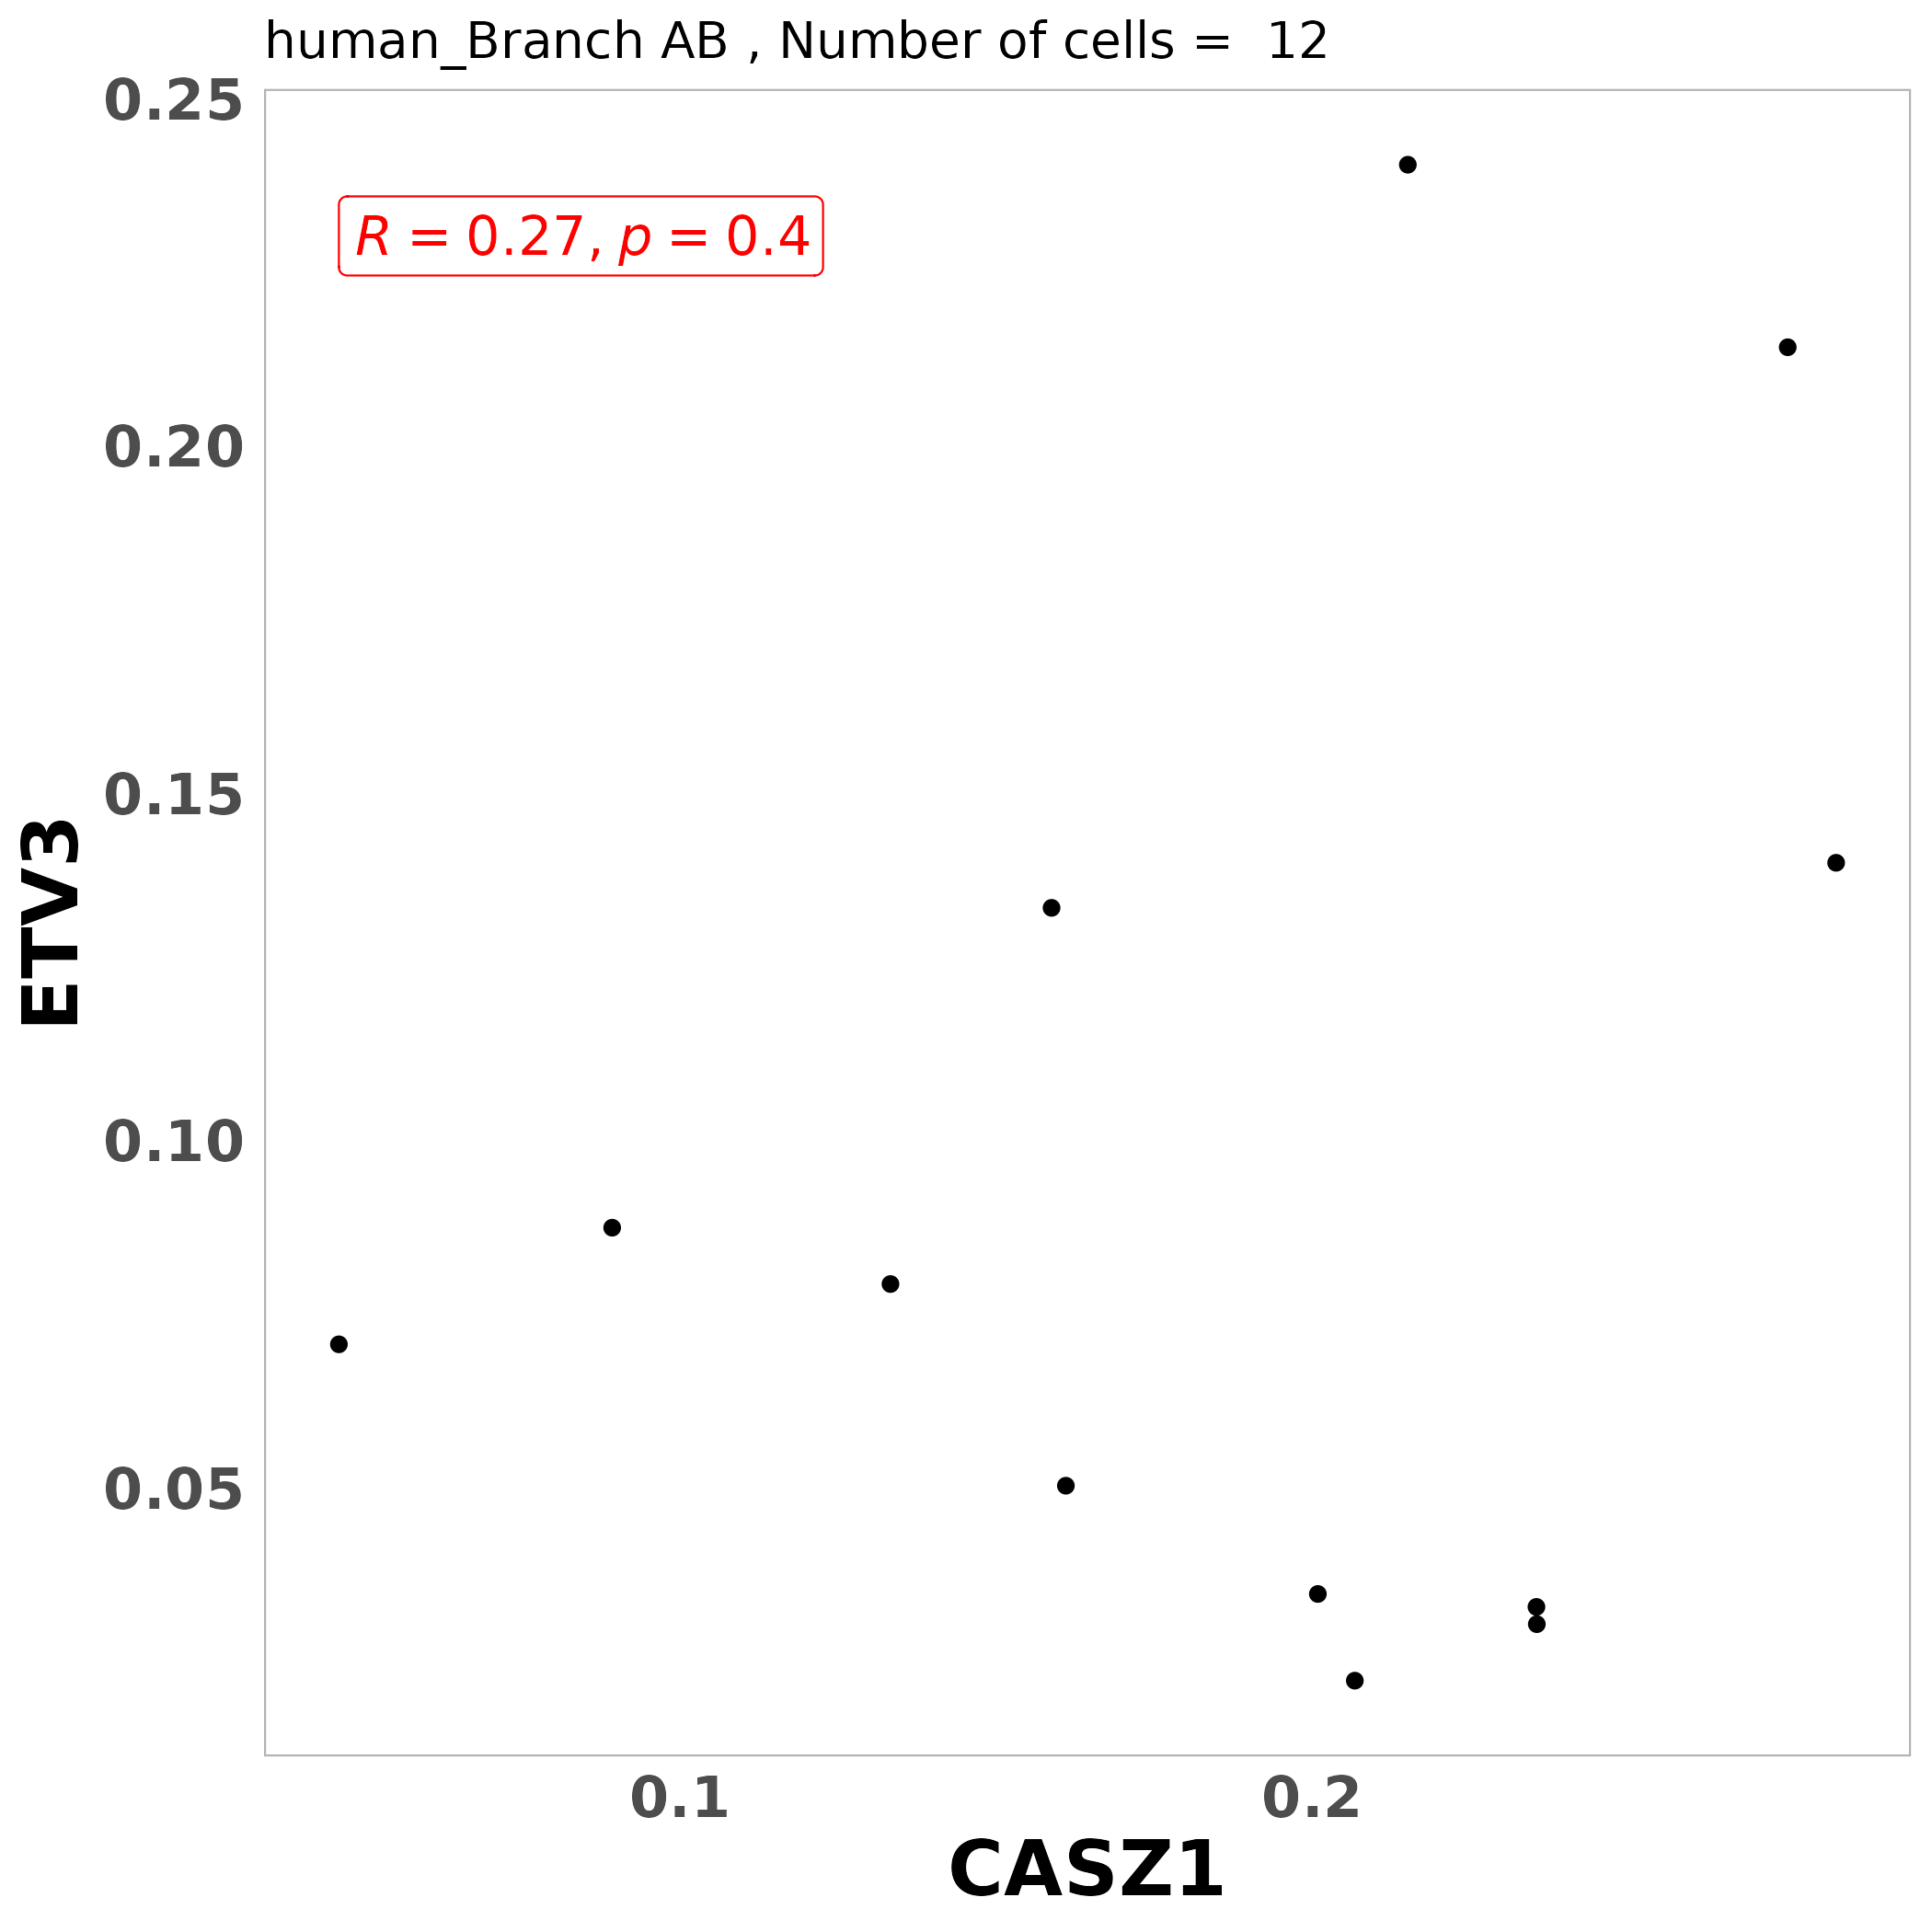 human_Branch AB , Number of cells =  12
0.25
R = 0.27, p = 0.4
0.20
0.15
ETV3
0.10
0.05
0.1 0.2
CASZ1